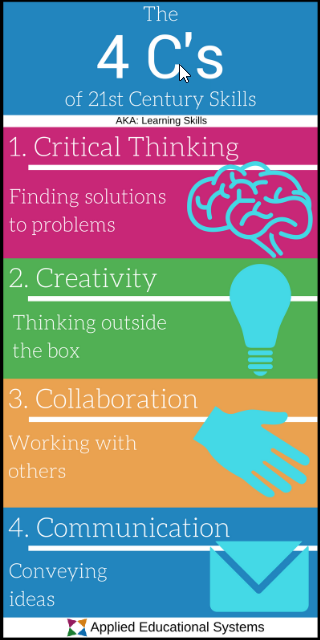 The
4 C's
of 21st Century Skills
AKA: Learning Skills
1. Critical Thinking
Finding solutions
to problems
2. Creativity
Thinking outside
the box
3. Collaboration
Working with
others
4. Communication
Conveying
ideas
Applied Educational Systems